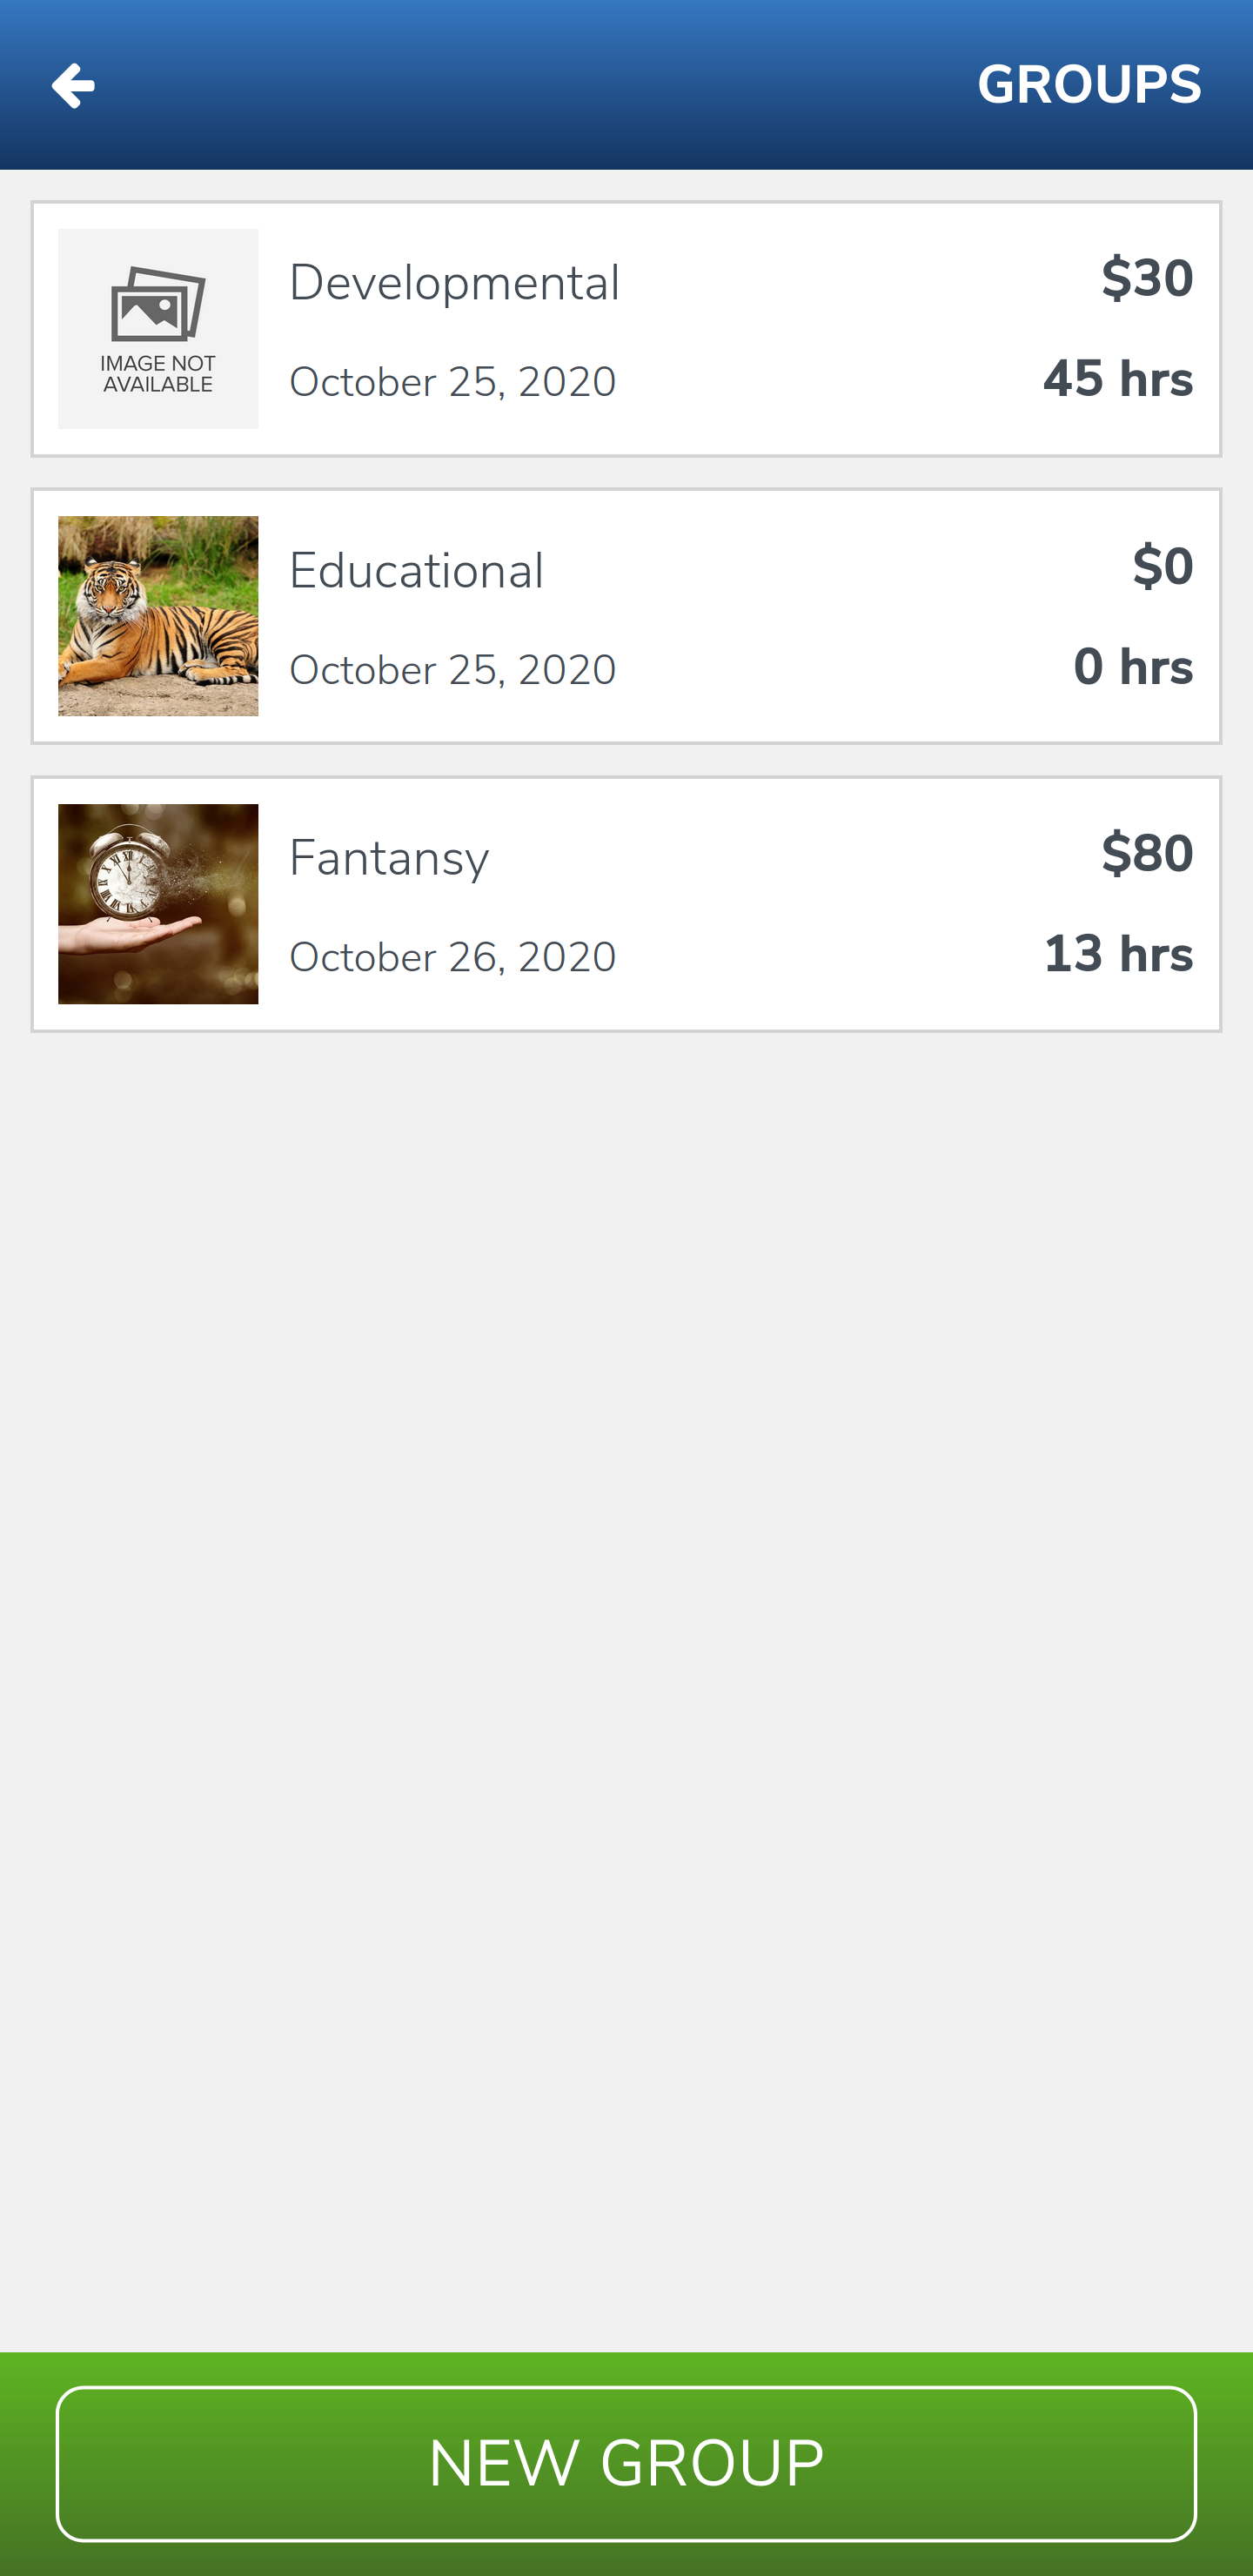 GROUPS
IMAGE NOT
AVAILABLE
Developmental
$30
October 25, 2020
45 hrs
Educational
$0
October 25, 2020
0 hrs
Fantansy
$80
October 26, 2020
13 hrs
NEW GROUP